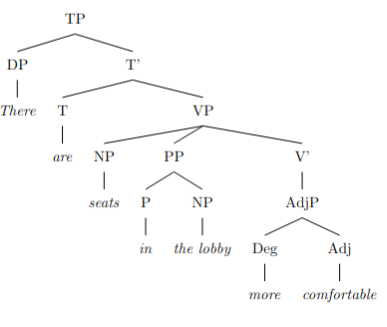 TP
DP T'
There T VP
are NP PP V'
seats P NP AdjP
in the lobby Deg Adj
more comfortable